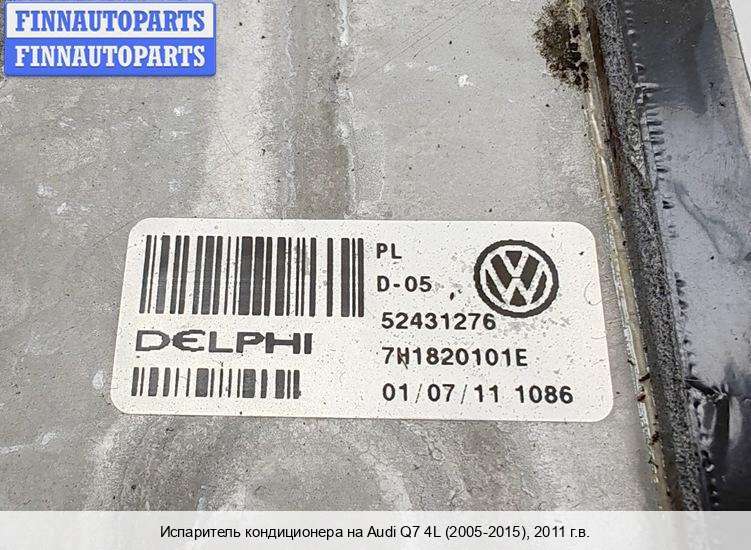 FINNAUTOPARTS
FINNAUTOPARTS
PL
D-05
52431276
DELPHI
7H1820101E
01/07/11 1086
Испаритель кондиционера на Audi Q7 4L (2005-2015), 2011 г.в.